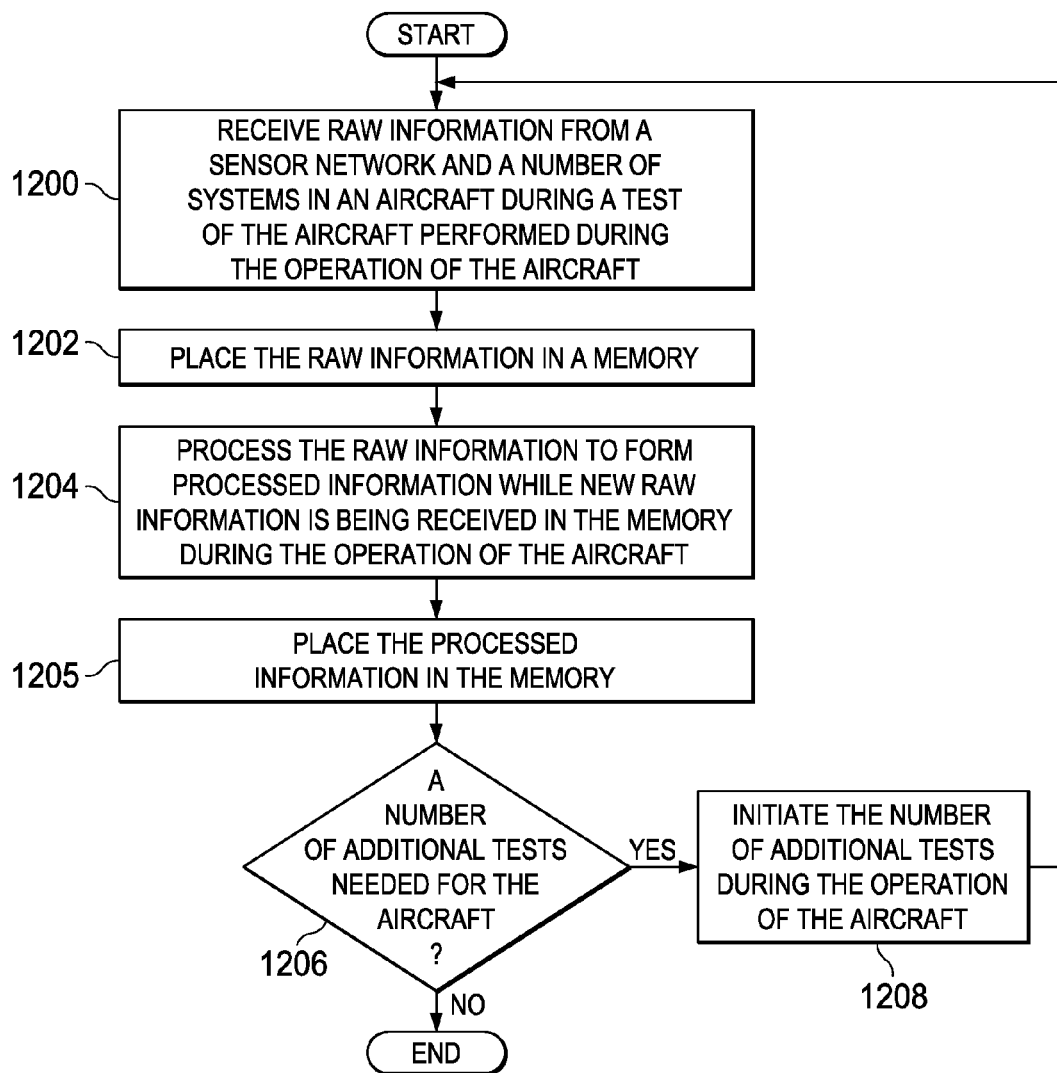 START
1200
RECEIVE RAW INFORMATION FROM A
SENSOR NETWORK AND A NUMBER OF
SYSTEMS IN AN AIRCRAFT DURING A TEST
OF THE AIRCRAFT PERFORMED DURING
THE OPERATION OF THE AIRCRAFT
1202
PLACE THE RAW INFORMATION IN A MEMORY
1204
PROCESS THE RAW INFORMATION TO FORM
PROCESSED INFORMATION WHILE NEW RAW
INFORMATION IS BEING RECEIVED IN THE MEMORY
DURING THE OPERATION OF THE AIRCRAFT
1205
PLACE THE PROCESSED
INFORMATION IN THE MEMORY
A
NUMBER
OF ADDITIONAL TESTS
NEEDED FOR THE
AIRCRAFT
?
1206
YES
INITIATE THE NUMBER
OF ADDITIONAL TESTS
DURING THE OPERATION
OF THE AIRCRAFT
1208
NO
END